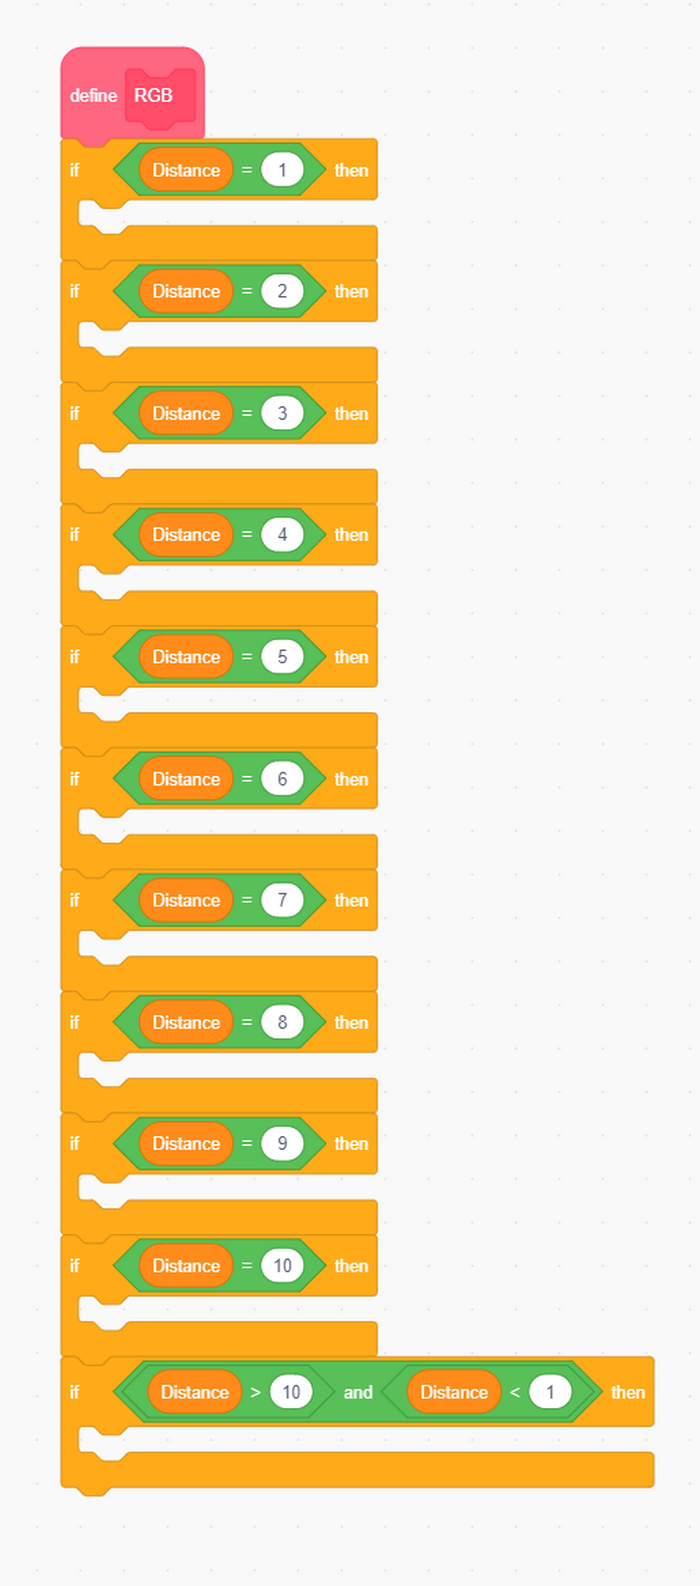 define RGB
if Distance = 1 then
if Distance = 2 then
if Distance = 3 then
if Distance = 4 then
if Distance = 5 then
if Distance = 6 then
if Distance = 7 then
if Distance = 8 then
if Distance = 9 then
if Distance = 10 then
if Distance > 10 and Distance < 1 then